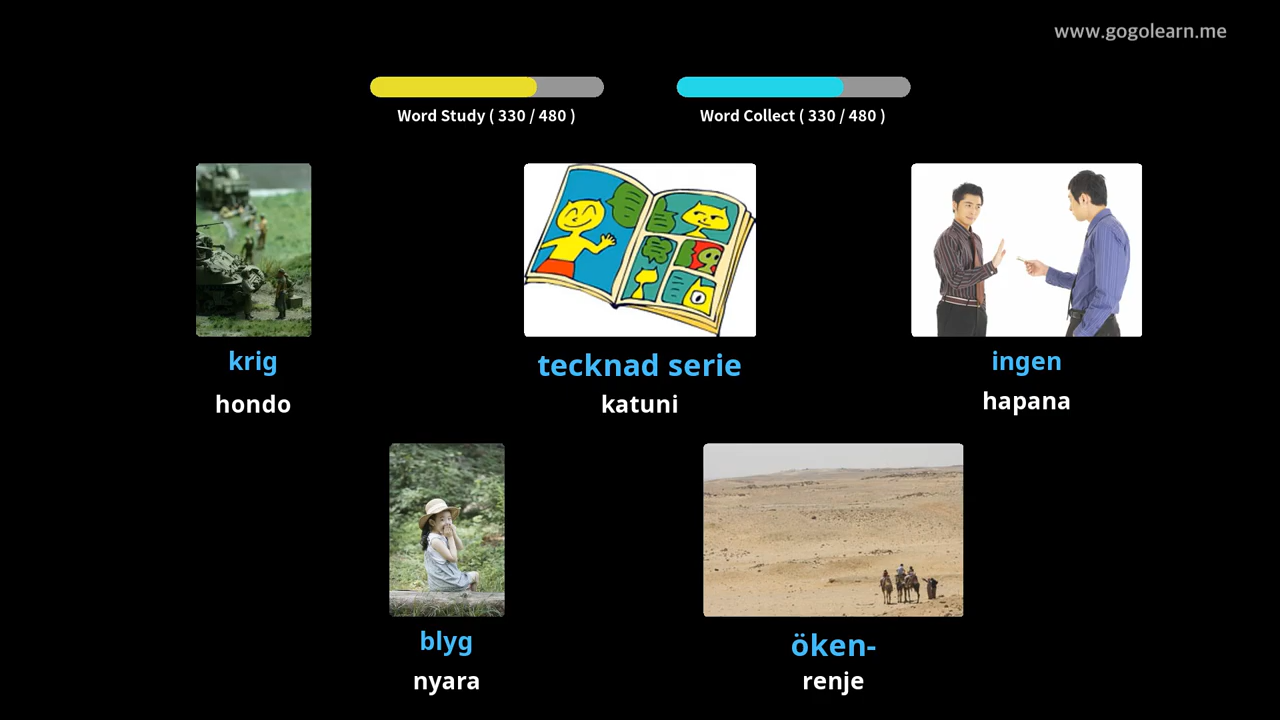 www.gogolearn.me
Word Study ( 330 / 480 )
Word Collect ( 330 / 480 )
krig
hondo
tecknad serie
katuni
ingen
hapana
blyg
nyara
öken-
renje